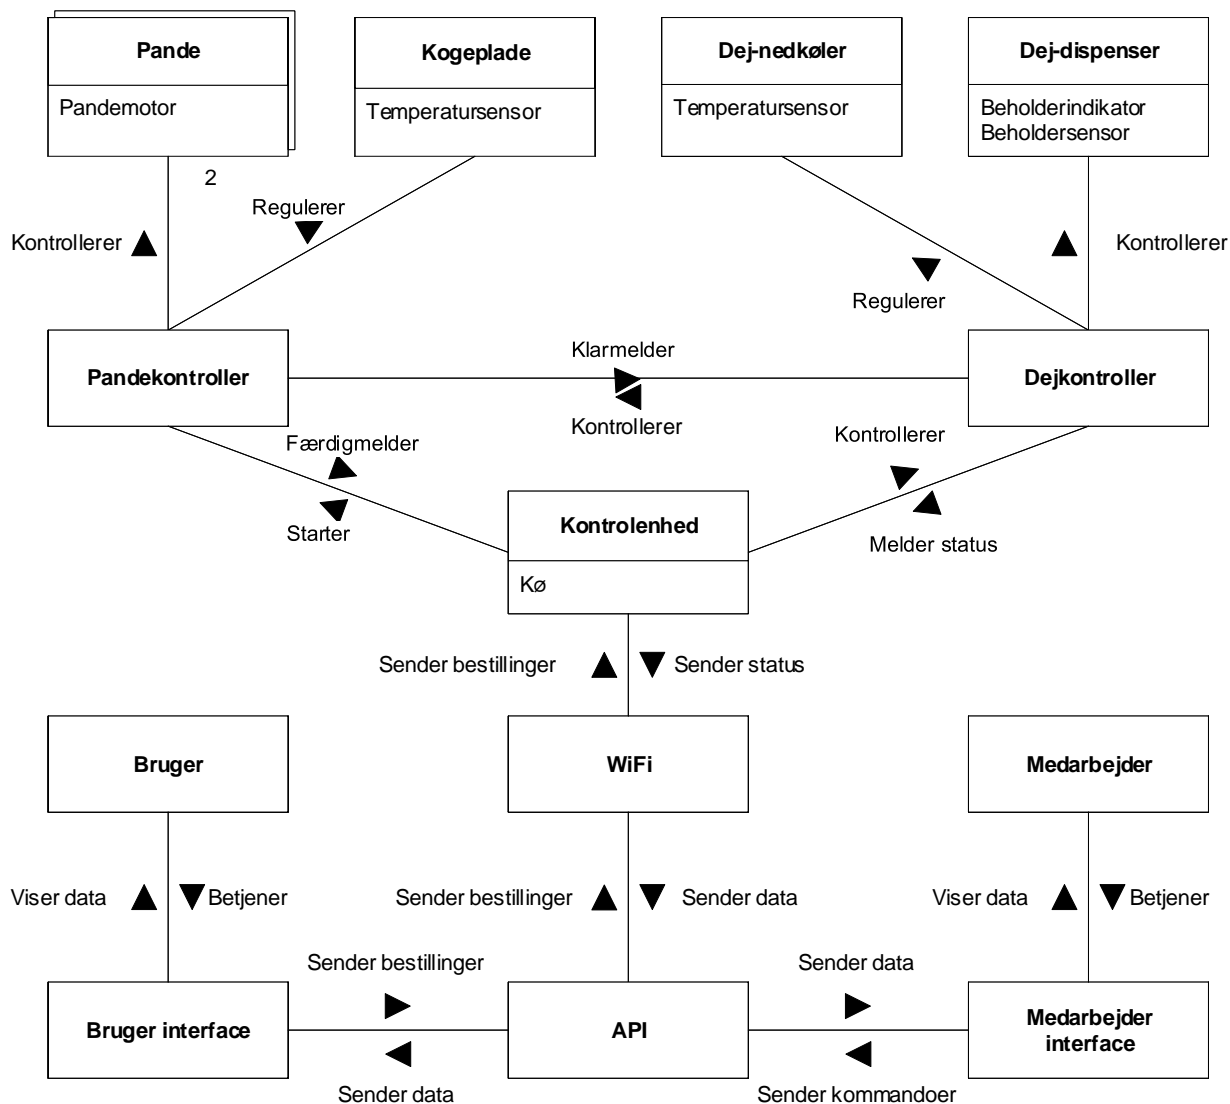 Pande
Kogeplade
Dej-nedkøler
Dej-dispenser
Pandemotor
Temperatursensor
Temperatursensor
Beholderindikator
Beholdersensor
2
Regulerer
Kontrollerer
Kontrollerer
Regulerer
Klarmelder
Pandekontroller
Dejkontroller
Kontrollerer
Færdigmelder
Kontrollerer
Starter
Kontrolenhed
Melder status
Kø
Sender bestillinger
Sender status
Bruger
WiFi
Medarbejder
Viser data
Betjener
Sender bestillinger
Sender data
Viser data
Betjener
Sender bestillinger
Sender data
Bruger interface
API
Medarbejder
interface
Sender data
Sender kommandoer